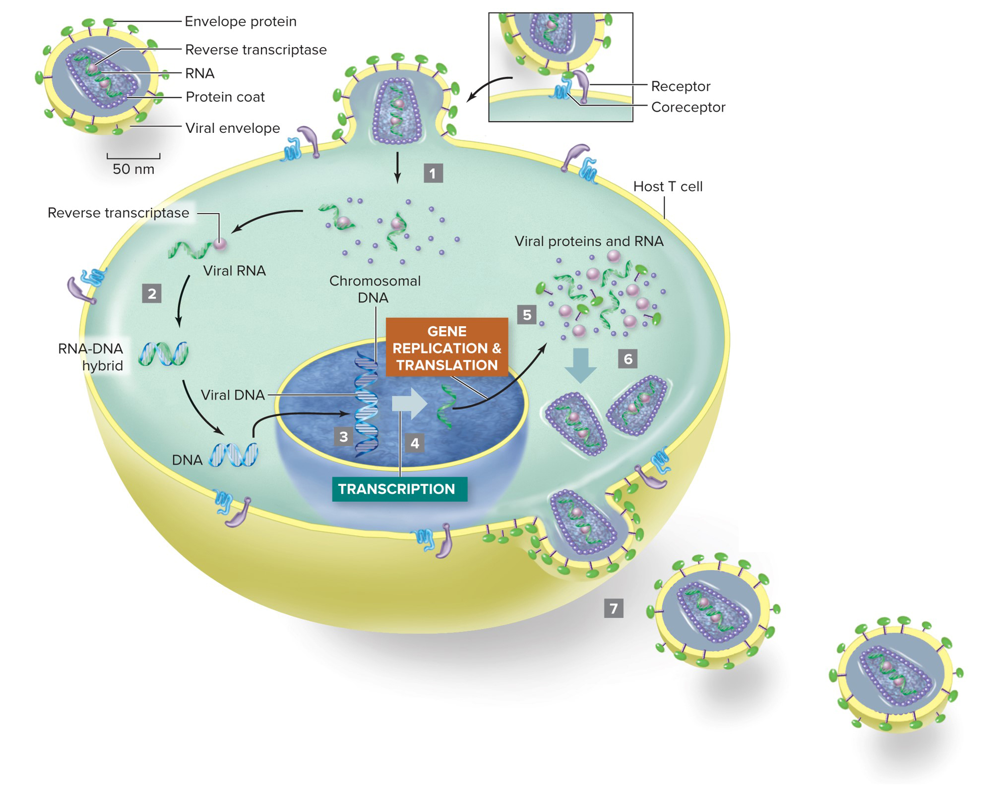 Envelope protein
Reverse transcriptase
RNA
Protein coat
Viral envelope
50 nm
Receptor
Coreceptor
1
Host T cell
Reverse transcriptase
Viral RNA
Viral proteins and RNA
2
Chromosomal
DNA
5
GENE
REPLICATION &
TRANSLATION
6
RNA-DNA
hybrid
Viral DNA
3
4
DNA
TRANSCRIPTION
7